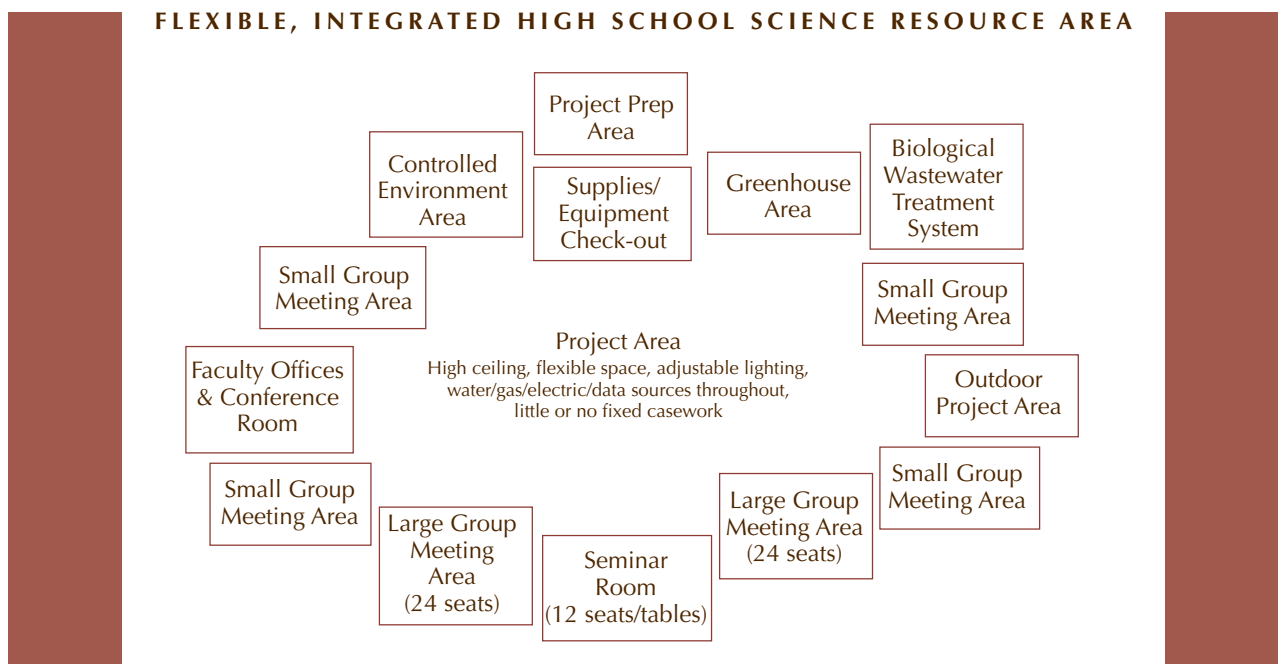 FLEXIBLE, INTEGRATED HIGH SCHOOL SCIENCE RESOURCE AREA
Project Prep
Area
Controlled
Environment
Area
Supplies/
Equipment
Check-out
Greenhouse
Area
Biological
Wastewater
Treatment
System
Small Group
Meeting Area
Small Group
Meeting Area
Project Area
High ceiling, flexible space, adjustable lighting,
water/gas/electric/data sources throughout,
little or no fixed casework
Faculty Offices
& Conference
Room
Outdoor
Project Area
Small Group
Meeting Area
Large Group
Meeting
Area
(24 seats)
Seminar
Room
(12 seats/tables)
Large Group
Meeting Area
(24 seats)
Small Group
Meeting Area